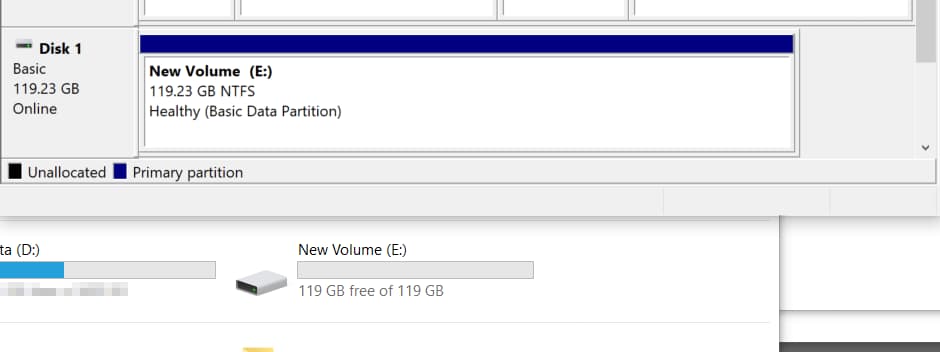 Disk 1
Basic
119.23 GB
Online
New Volume (E:)
119.23 GB NTFS
Healthy (Basic Data Partition)
Unallocated Primary partition
ta (D:)
New Volume (E:)
119 GB free of 119 GB